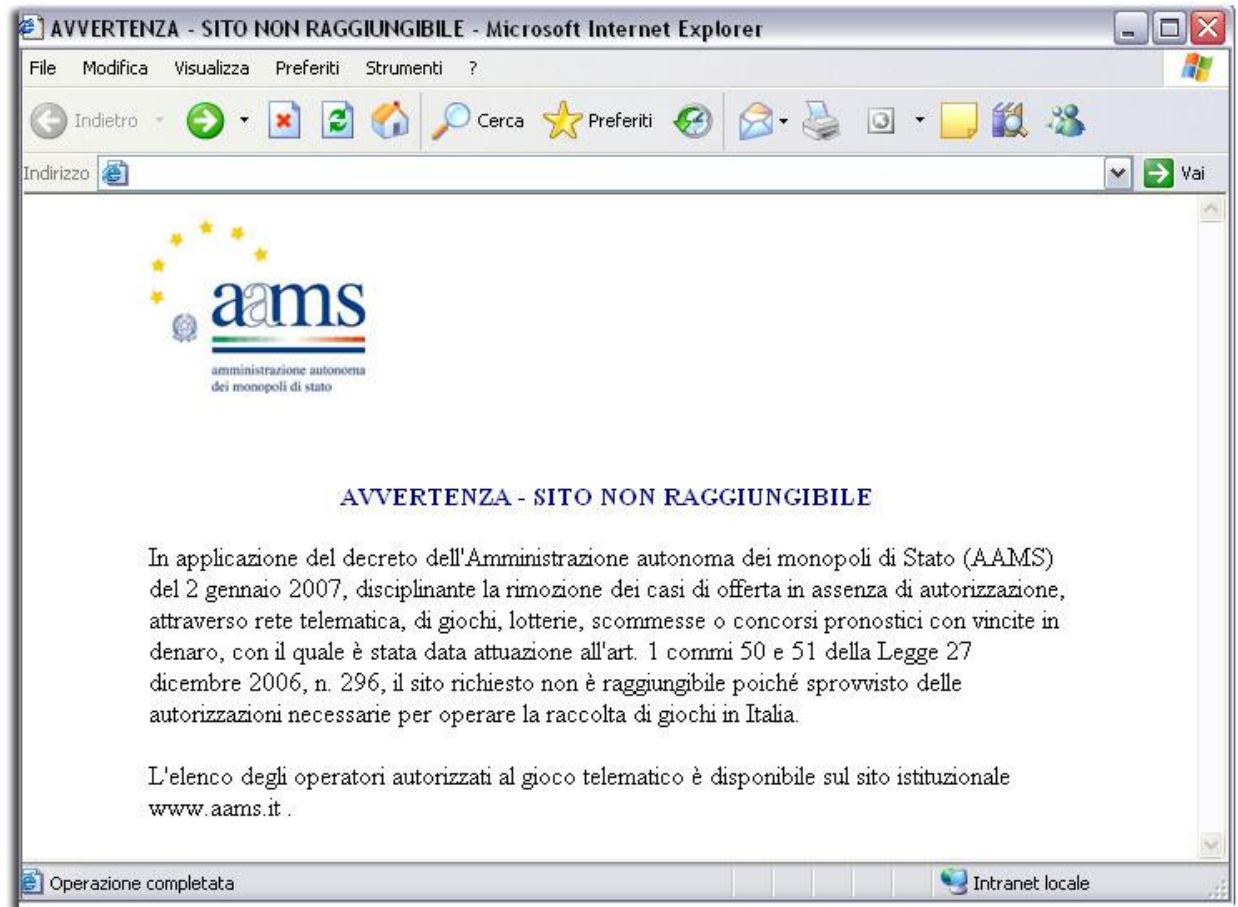 AVVERTENZA - SITO NON RAGGIUNGIBILE - Microsoft Internet Explorer
File Modifica Visualizza Preferiti Strumenti ?
Indietro Cerca Preferiti
Indirizzo Vai
aams
amministrazione autonoma
dei monopoli di stato
AVVERTENZA - SITO NON RAGGIUNGIBILE
In applicazione del decreto dell'Amministrazione autonoma dei monopoli di Stato (AAMS)
del 2 gennaio 2007, disciplinante la rimozione dei casi di offerta in assenza di autorizzazione,
attraverso rete telematica, di giochi, lotterie, scommesse o concorsi pronostici con vincite in
denaro, con il quale è stata data attuazione all'art. 1 commi 50 e 51 della Legge 27
dicembre 2006, n. 296, il sito richiesto non è raggiungibile poiché sprovvisto delle
autorizzazioni necessarie per operare la raccolta di giochi in Italia.
L'elenco degli operatori autorizzati al gioco telematico è disponibile sul sito istituzionale
www.aams.it .
Operazione completata Intranet locale